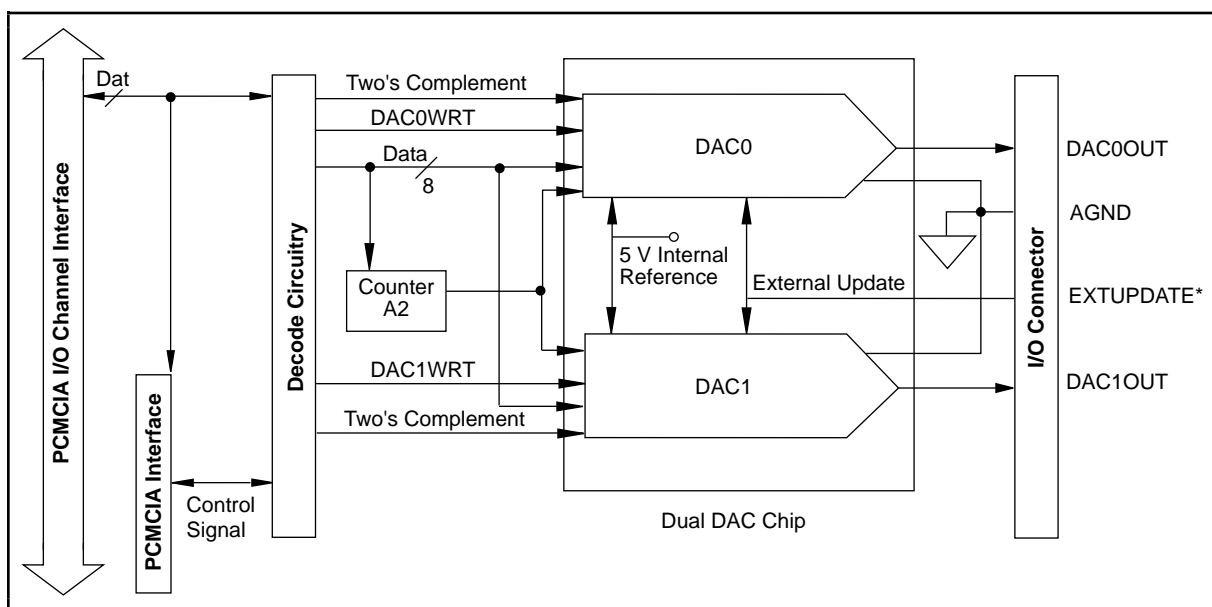 PCMCIA I/O Channel Interface
Dat
PCMCIA Interface
Control
Signal
Decode Circuitry
Two's Complement
DAC0WRT
Data
8
Counter
A2
DAC1WRT
Two's Complement
DAC0
5 V Internal
Reference
External Update
DAC1
Dual DAC Chip
I/O Connector
DAC0OUT
AGND
EXTUPDATE*
DAC1OUT